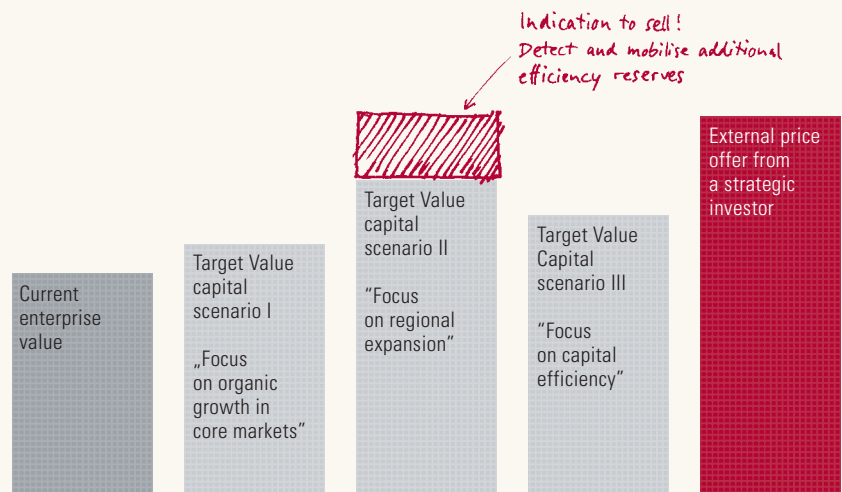 Indication to sell!
Detect and mobilise additional
efficiency reserves
Current
enterprise
value
Target Value
capital
scenario I
„Focus
on organic
growth in
core markets”
Target Value
capital
scenario II
“Focus
on regional
expansion”
Target Value
Capital
scenario III
“Focus
on capital
efficiency”
External price
offer from
a strategic
investor